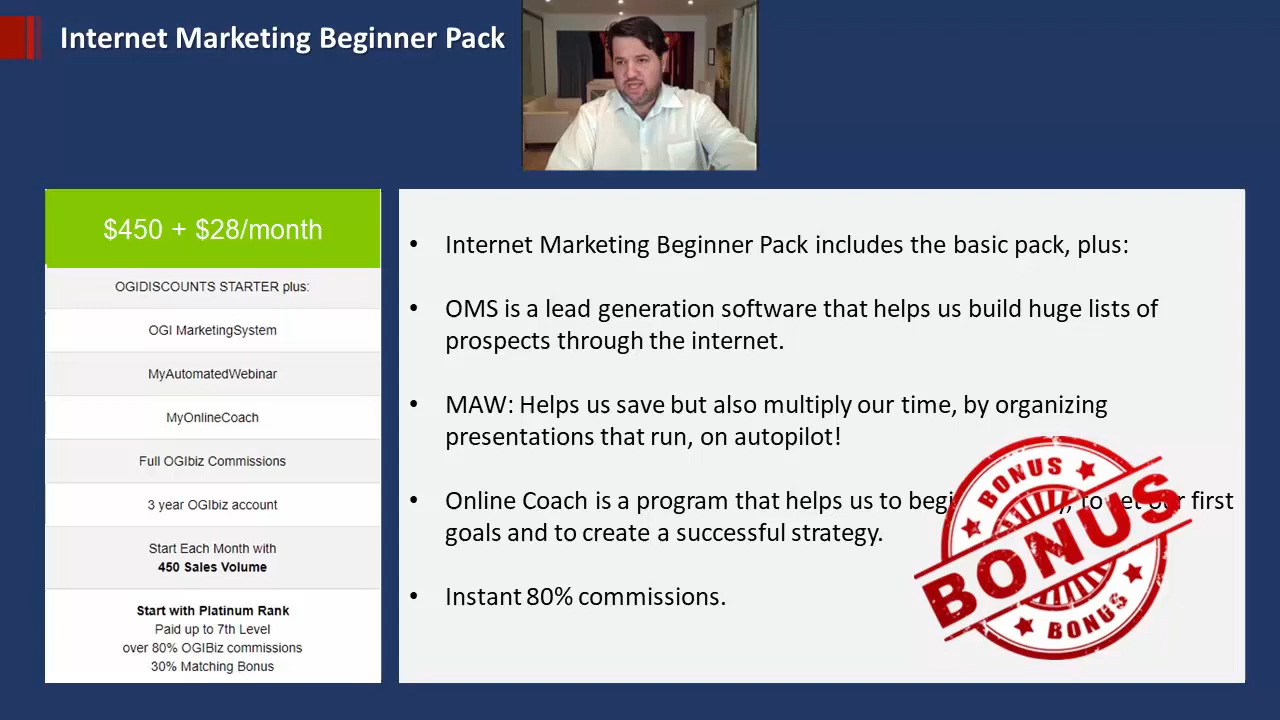 Internet Marketing Beginner Pack
$450 + $28/month
OGIDISCOUNTS STARTER plus:
OGI MarketingSystem
MyAutomatedWebinar
MyOnlineCoach
Full OGIbiz Commissions
3 year OGIbiz account
Start Each Month with
450 Sales Volume
Start with Platinum Rank
Paid up to 7th Level
over 80% OGIBiz commissions
30% Matching Bonus
• Internet Marketing Beginner Pack includes the basic pack, plus:
• OMS is a lead generation software that helps us build huge lists of
prospects through the internet.
• MAW: Helps us save but also multiply our time, by organizing
presentations that run, on autopilot!
• Online Coach is a program that helps us to first
goals and to create a successful strategy.
• Instant 80% commissions.
BONUS
BONUS
BONUS